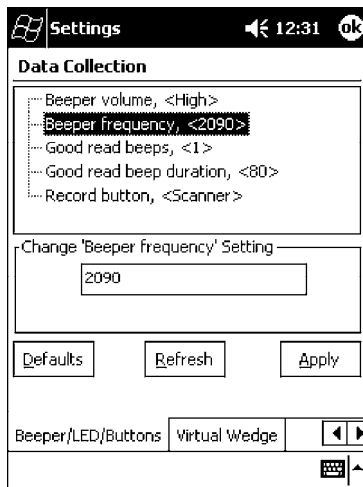 Settings 12:31 ok
Data Collection
Beeper volume, <High>
Beeper frequency, <2090>
Good read beeps, <1>
Good read beep duration, <80>
Record button, <Scanner>
Change 'Beeper frequency' Setting
2090
Defaults Refresh Apply
Beeper/LED/Buttons Virtual Wedge